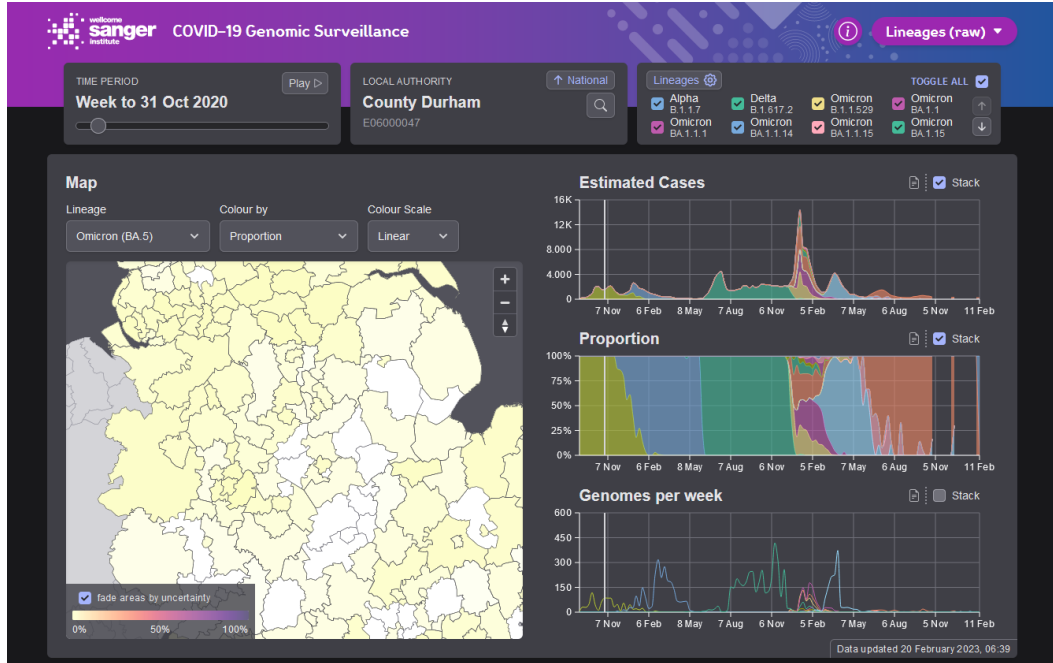 wellcome
sanger
institute
COVID–19 Genomic Surveillance
Lineages (raw)
TIME PERIOD
Play
Week to 31 Oct 2020
LOCAL AUTHORITY
↑ National
County Durham
E06000047
Lineages
TOGGLE ALL
Alpha
B.1.1.7
Delta
B.1.617.2
Omicron
B.1.1.529
Omicron
BA.1.1
Omicron
BA.1.1.1
Omicron
BA.1.1.14
Omicron
BA.1.1.15
Omicron
BA.1.15
Map
Lineage
Colour by
Colour Scale
Omicron (BA.5)
Proportion
Linear
+
−
fade areas by uncertainty
0% 50% 100%
Estimated Cases
Stack
16K
12K
8,000
4,000
0
7 Nov 6 Feb 8 May 7 Aug 6 Nov 5 Feb 7 May 6 Aug 5 Nov 11 Feb
Proportion
Stack
100%
75%
50%
25%
0%
7 Nov 6 Feb 8 May 7 Aug 6 Nov 5 Feb 7 May 6 Aug 5 Nov 11 Feb
Genomes per week
Stack
600
450
300
150
0
7 Nov 6 Feb 8 May 7 Aug 6 Nov 5 Feb 7 May 6 Aug 5 Nov 11 Feb
Data updated 20 February 2023, 06:39